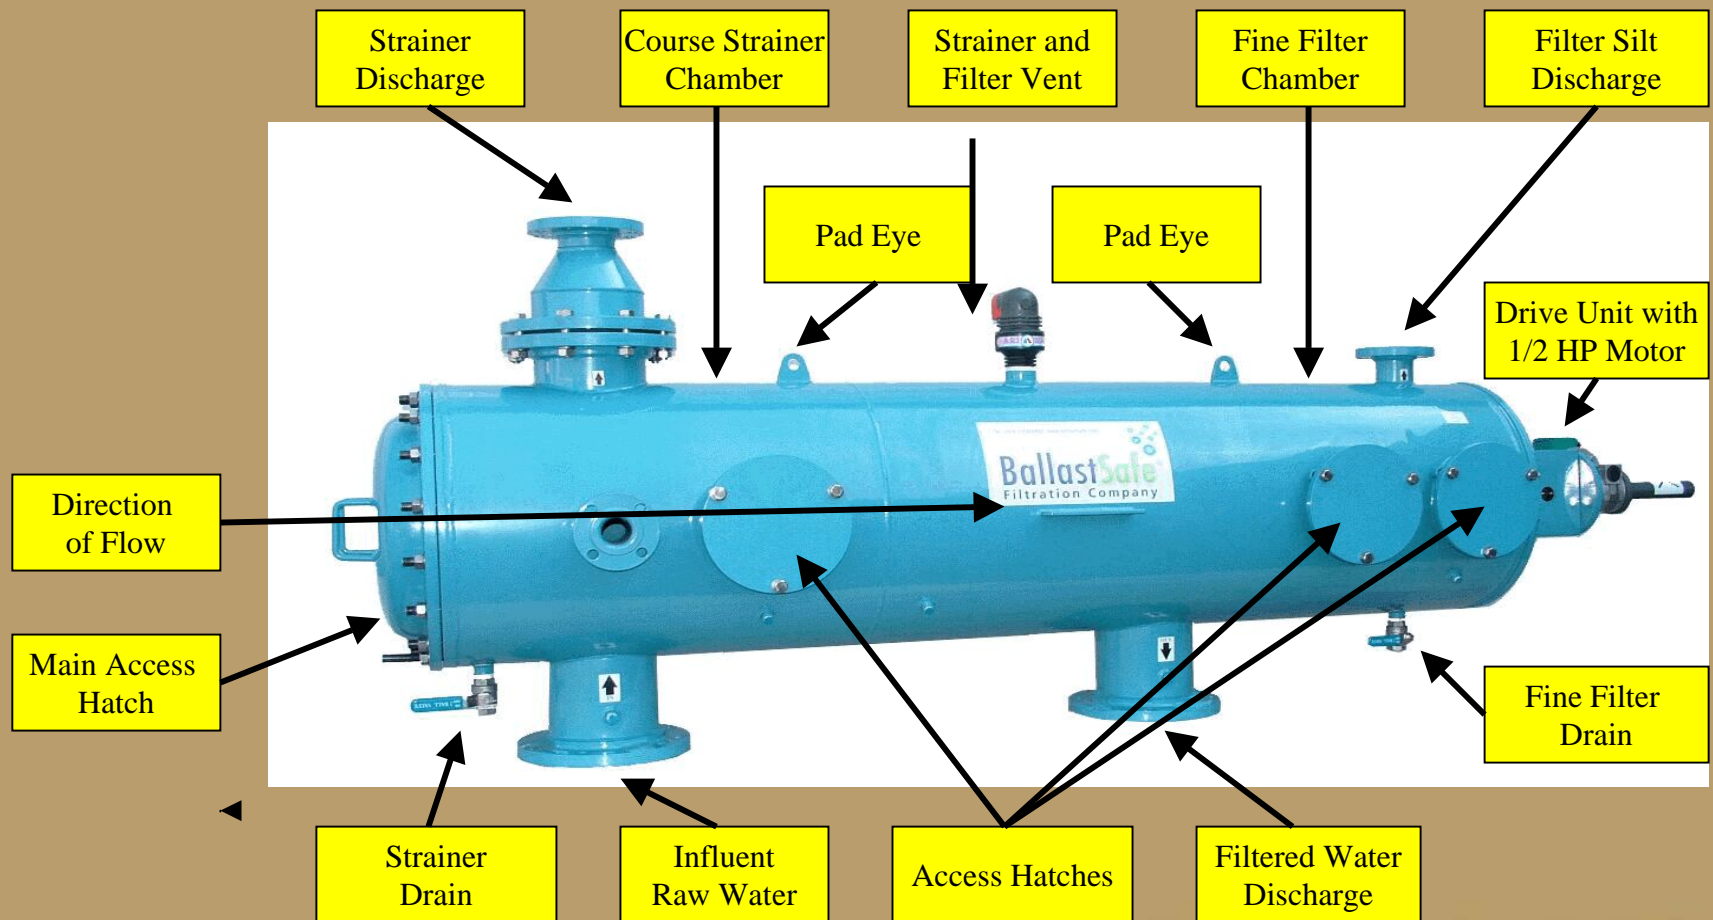 Strainer
Discharge
Course Strainer
Chamber
Strainer and
Filter Vent
Fine Filter
Chamber
Filter Silt
Discharge
Pad Eye
Pad Eye
Drive Unit with
1/2 HP Motor
BallastSafe
Filtration Company
Direction
of Flow
Main Access
Hatch
Fine Filter
Drain
Strainer
Drain
Influent
Raw Water
Access Hatches
Filtered Water
Discharge